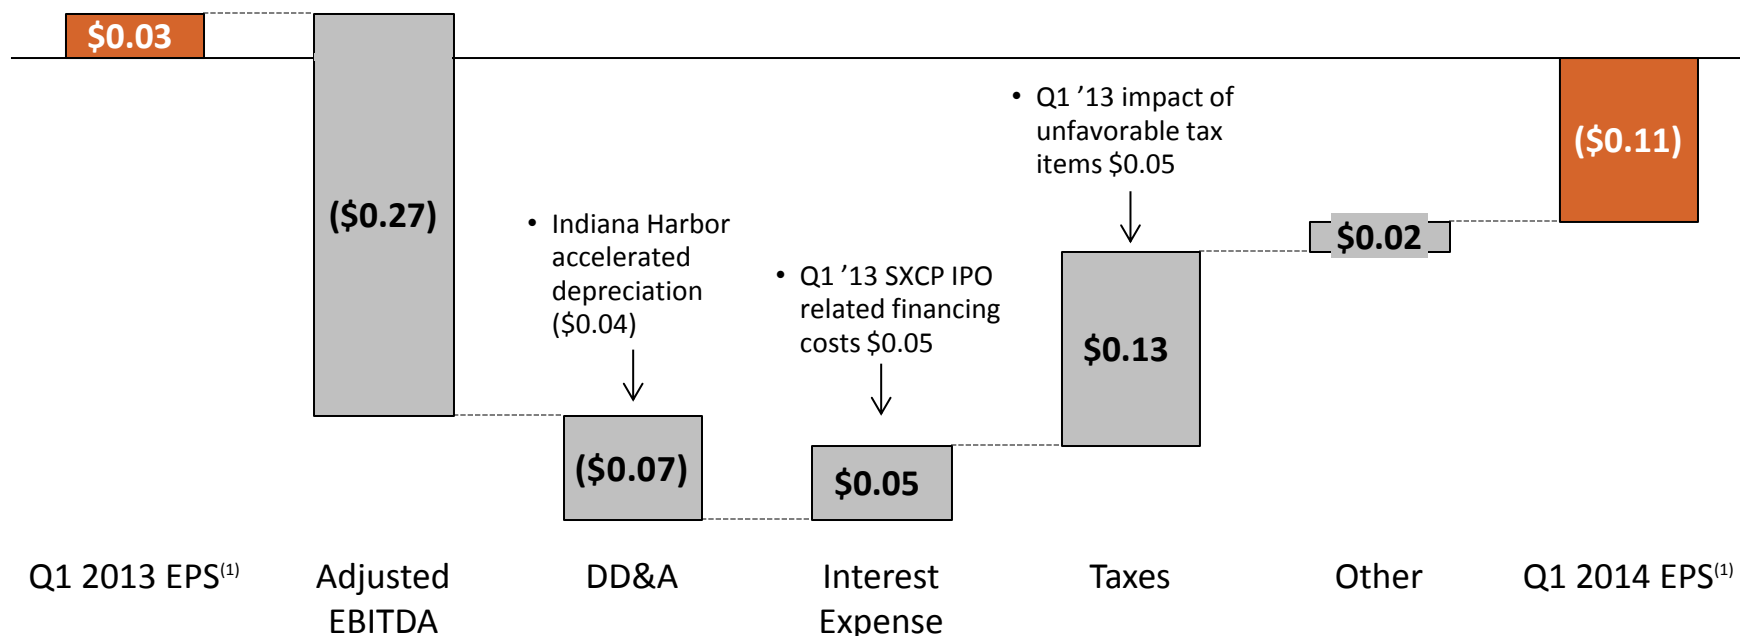 $0.03
($0.27)
• Indiana Harbor
accelerated
depreciation
($0.04)
($0.07)
• Q1 ’13 SXCP IPO
related financing
costs $0.05
$0.05
• Q1 ’13 impact of
unfavorable tax
items $0.05
$0.13
$0.02
($0.11)
Q1 2013 EPS(1)
Adjusted
EBITDA
DD&A
Interest
Expense
Taxes
Other
Q1 2014 EPS(1)